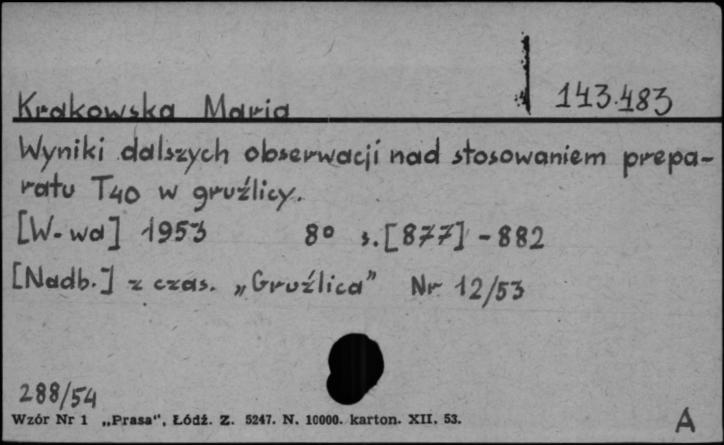 143.483
Krakowska Maria
Wyniki dalszych obserwacji nad stosowaniem prepa-
ratu T40 w gruźlicy.
[W-wa] 1953 8° s.[877]-882
[Nadb.] z czas. „Gruźlica” Nr 12/53
288/54
Wzór Nr 1 „Prasa“, Łódź. Z. 5247. N. 10000. karton. XII. 53.
A